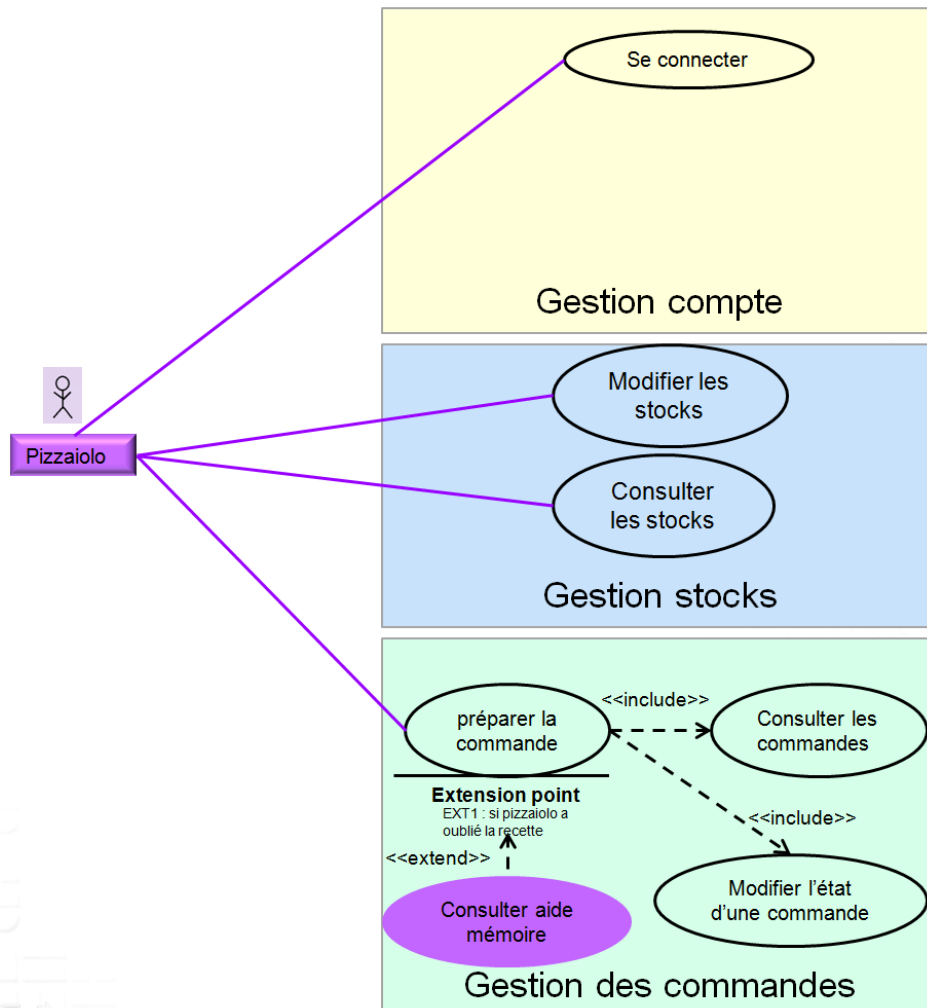 Se connecter
Gestion compte
Pizzaiolo
Modifier les
stocks
Consulter
les stocks
Gestion stocks
préparer la
commande
<<include>>
Consulter les
commandes
Extension point
EXT1 : si pizzaiolo a
oublié la recette
<<include>>
<<extend>>
Consulter aide
mémoire
Modifier l'état
d'une commande
Gestion des commandes